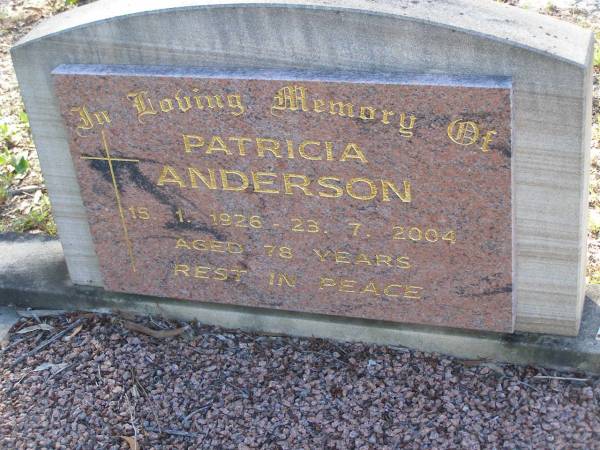 In Loving Memory Of
PATRICIA
ANDERSON
15. 1. 1926 - 23. 7. 2004
AGED 78 YEARS
REST IN PEACE